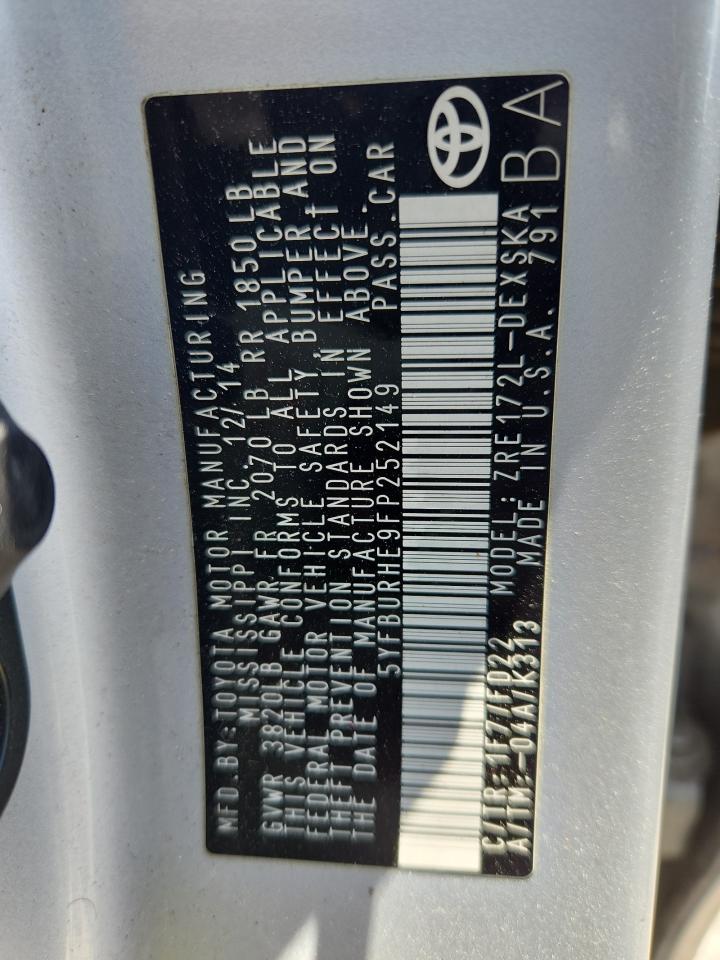 MFD.BY:TOYOTA MOTOR MANUFACTURING
MISSISSIPPI INC. 12/14
GVWR 3820LB GAWR FR 2070LB RR 1850LB
THIS VEHICLE CONFORMS TO ALL APPLICABLE
FEDERAL MOTOR VEHICLE SAFETY, BUMPER AND
THEFT PREVENTION STANDARDS IN EFFECT ON
THE DATE OF MANUFACTURE SHOWN ABOVE.
5YFBURHE9FP252149 PASS.CAR
C/TR: 1F7/FD22 MODEL: ZRE172L-DEXSKA
A/TM: -04A/K313 MADE IN U.S.A. 791
BA